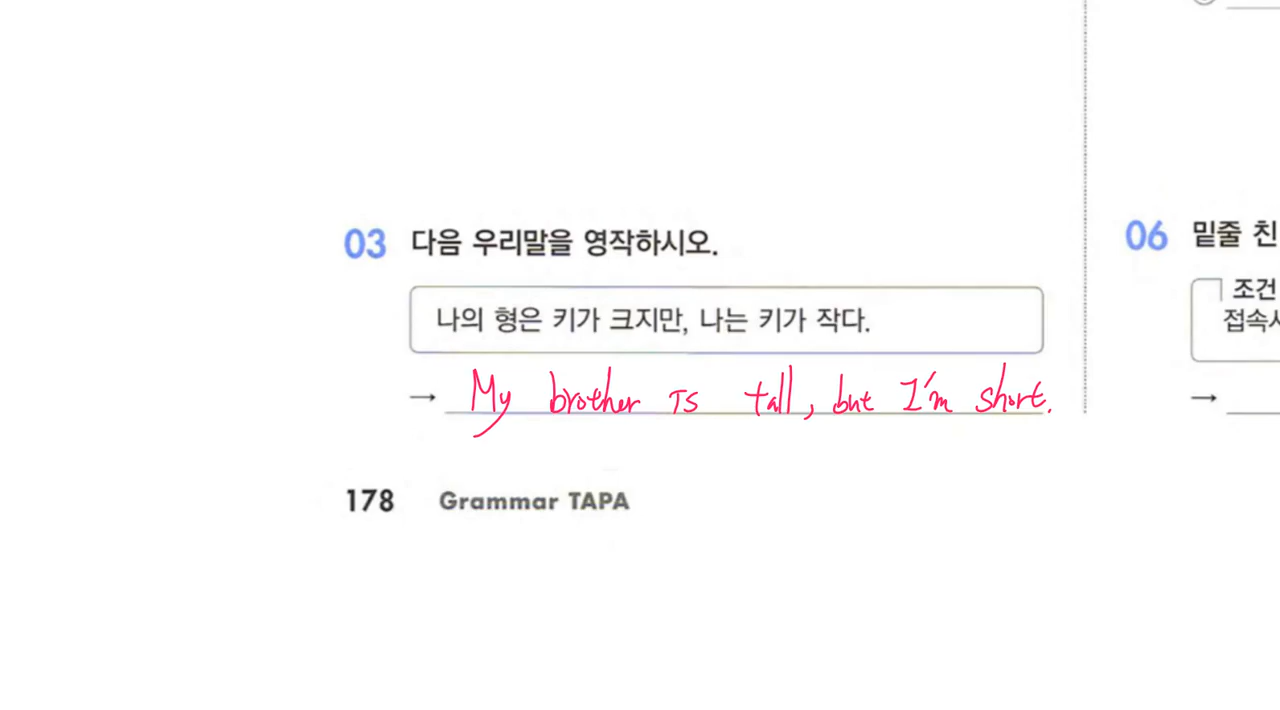 03 다음 우리말을 영작하시오.
나의 형은 키가 크지만, 나는 키가 작다.
→ My brother is tall, but I'm short.
178 Grammar TAPA
06 밑줄 친
조건
접속사
→